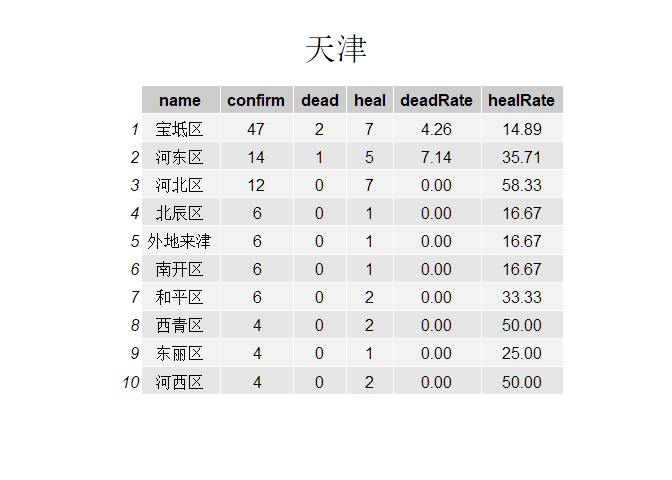 天津
name confirm dead heal deadRate healRate
1 宝坻区 47 2 7 4.26 14.89
2 河东区 14 1 5 7.14 35.71
3 河北区 12 0 7 0.00 58.33
4 北辰区 6 0 1 0.00 16.67
5 外地来津 6 0 1 0.00 16.67
6 南开区 6 0 1 0.00 16.67
7 和平区 6 0 2 0.00 33.33
8 西青区 4 0 2 0.00 50.00
9 东丽区 4 0 1 0.00 25.00
10 河西区 4 0 2 0.00 50.00